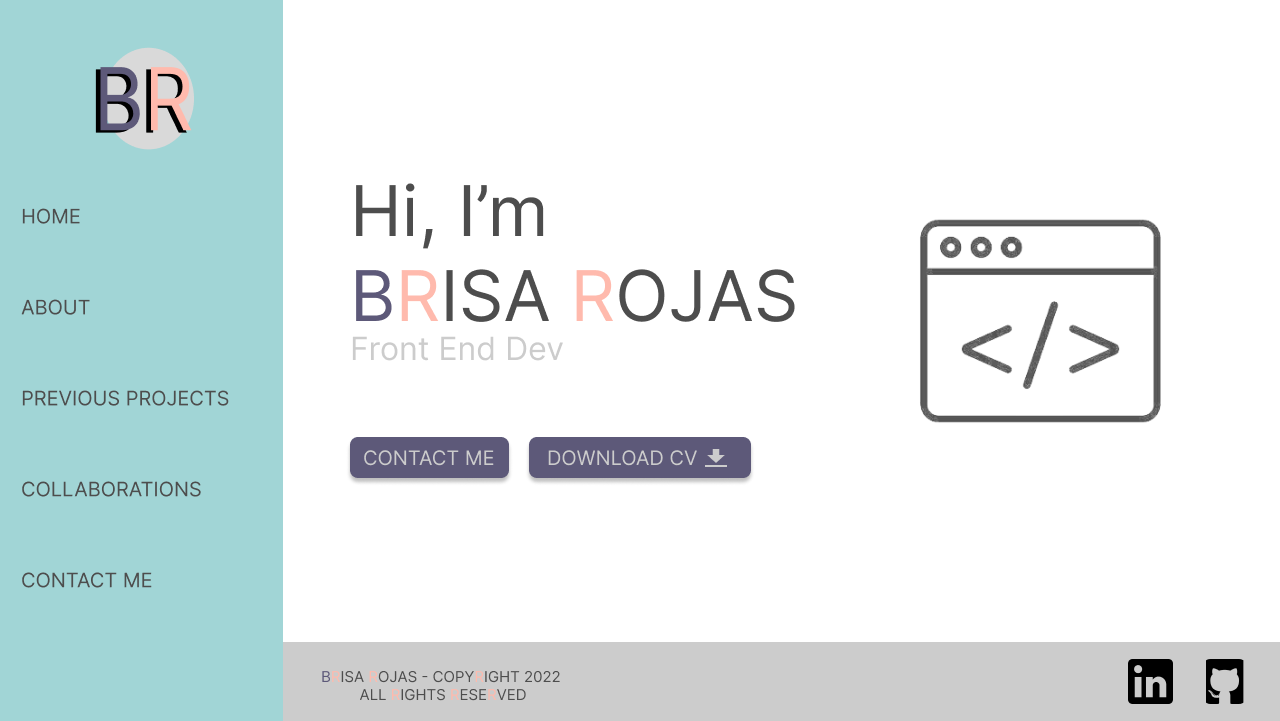 BR
HOME
ABOUT
PREVIOUS PROJECTS
COLLABORATIONS
CONTACT ME
Hi, I’m
BRISA ROJAS
Front End Dev
CONTACT ME
DOWNLOAD CV
</>
BRISA ROJAS - COPYRIGHT 2022
ALL RIGHTS RESERVED
in